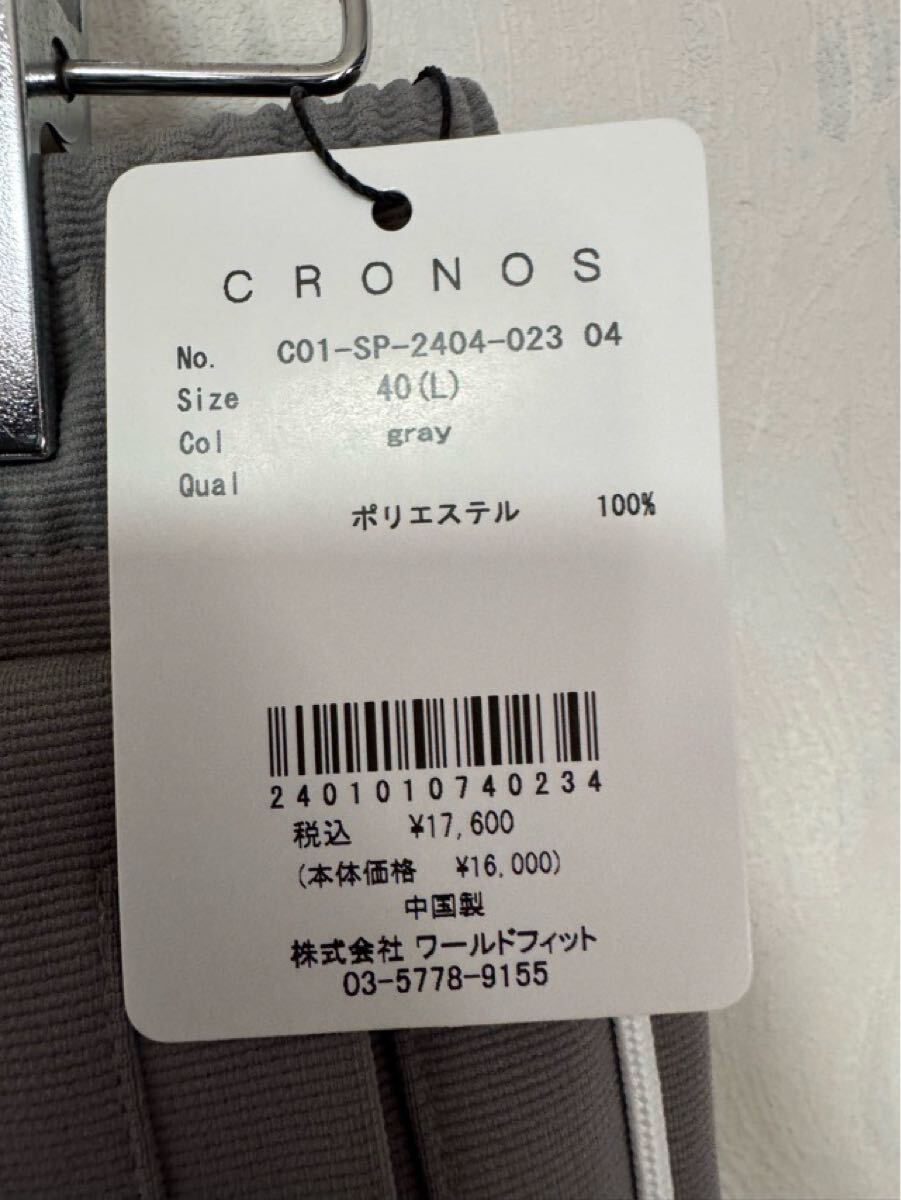 CRONOS
No. C01-SP-2404-023 04
Size 40(L)
Col gray
Qual
ポリエステル 100%
2401010740234
税込 ¥17,600
(本体価格 ¥16,000)
中国製
株式会社 ワールドフィット
03-5778-9155